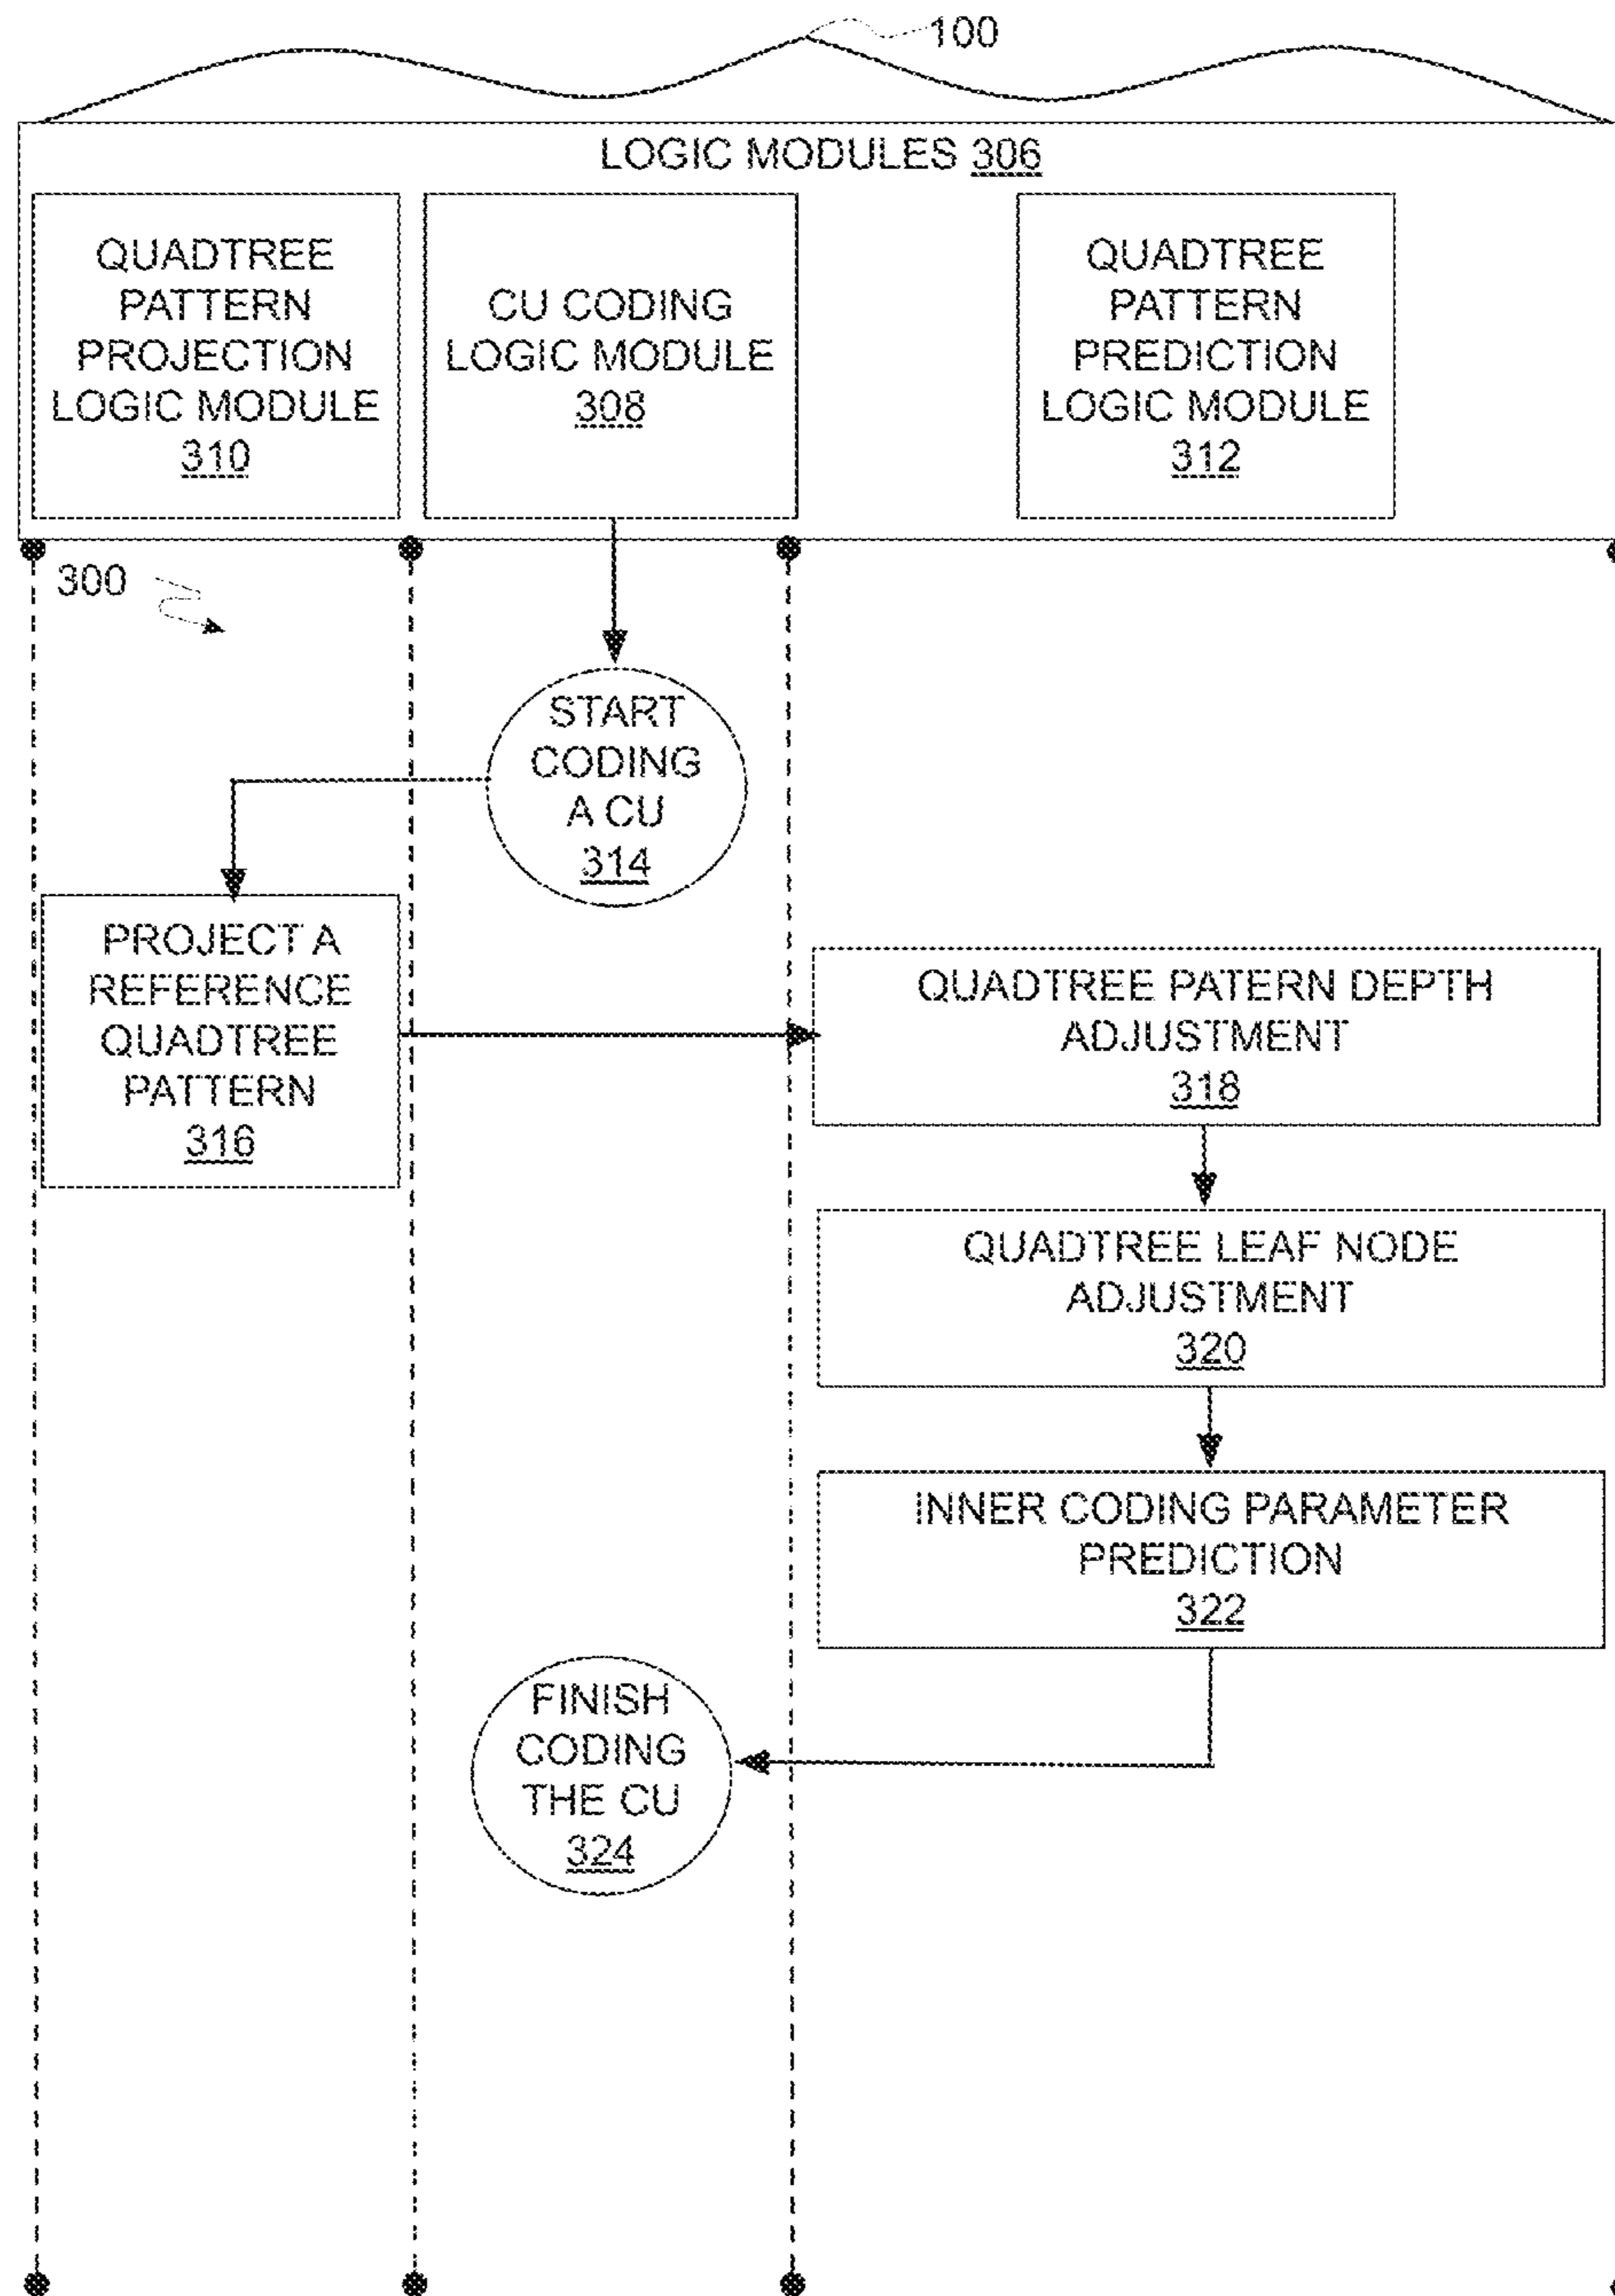 100
LOGIC MODULES 306
QUADTREE
PATTERN
PROJECTION
LOGIC MODULE
310
CU CODING
LOGIC MODULE
308
QUADTREE
PATTERN
PREDICTION
LOGIC MODULE
312
300
START
CODING
A CU
314
PROJECT A
REFERENCE
QUADTREE
PATTERN
316
QUADTREE PATERN DEPTH
ADJUSTMENT
318
QUADTREE LEAF NODE
ADJUSTMENT
320
INNER CODING PARAMETER
PREDICTION
322
FINISH
CODING
THE CU
324